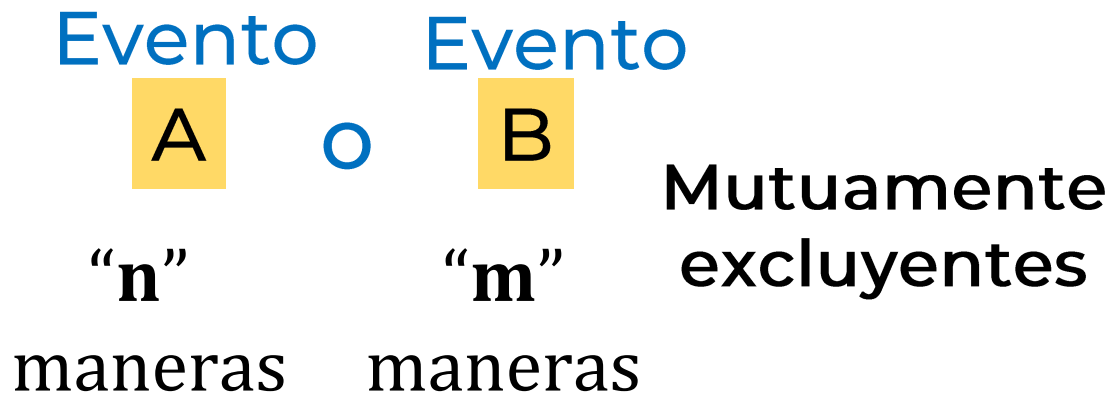 Evento Evento
A o B
Mutuamente
excluyentes
“n” “m”
maneras maneras